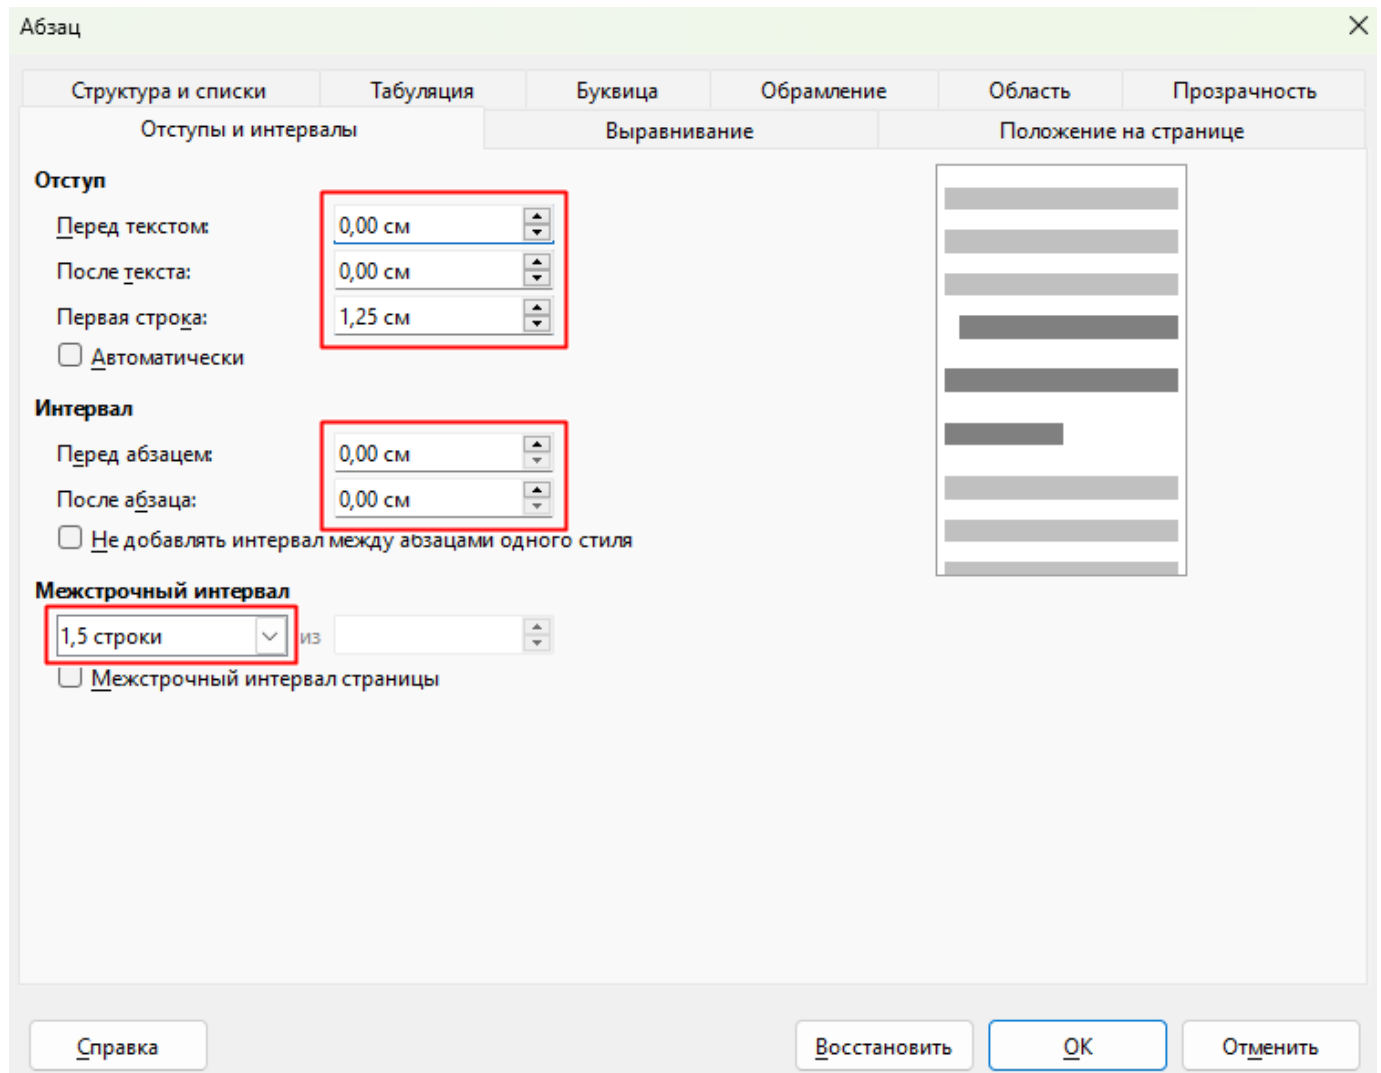 Абзац
Структура и списки Табуляция Буквица Обрамление Область Прозрачность
Отступы и интервалы Выравнивание Положение на странице
Отступ
Перед текстом: 0,00 см
После текста: 0,00 см
Первая строка: 1,25 см
Автоматически
Интервал
Перед абзацем: 0,00 см
После абзаца: 0,00 см
Не добавлять интервал между абзацами одного стиля
Межстрочный интервал
1,5 строки из
Межстрочный интервал страницы
Справка Восстановить ОК Отменить